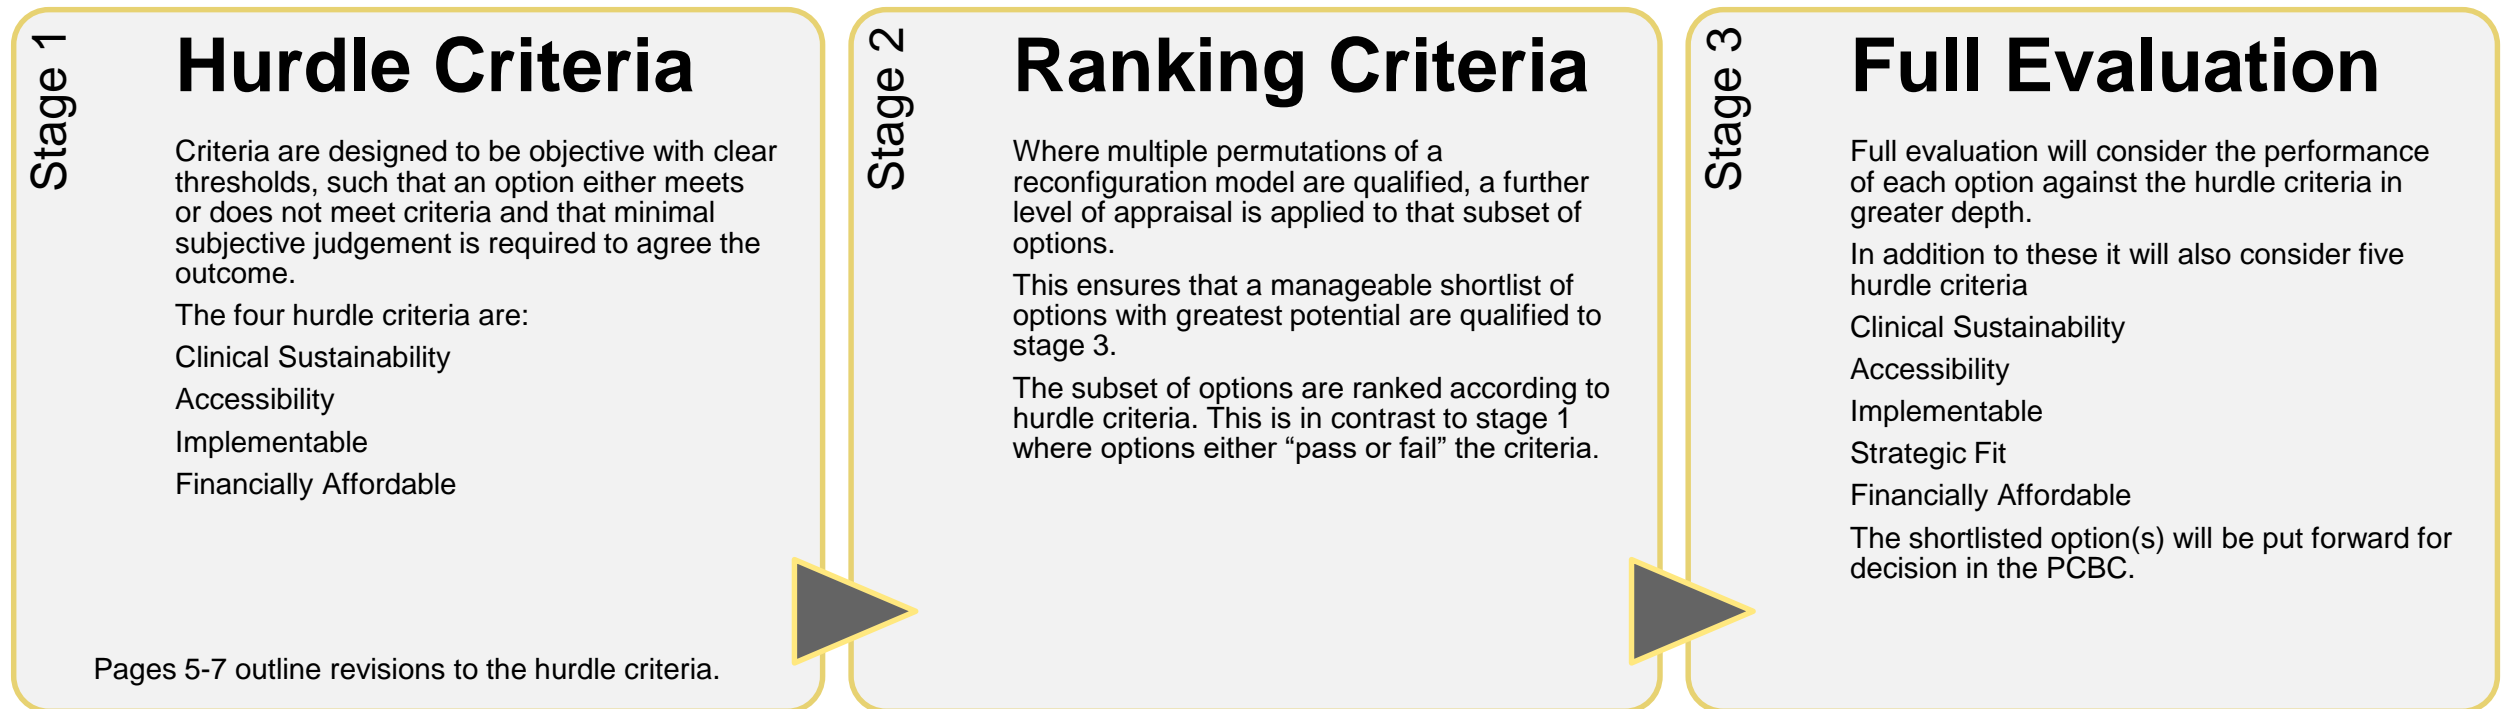 Stage 1
Hurdle Criteria
Criteria are designed to be objective with clear
thresholds, such that an option either meets
or does not meet criteria and that minimal
subjective judgement is required to agree the
outcome.
The four hurdle criteria are:
Clinical Sustainability
Accessibility
Implementable
Financially Affordable
Pages 5-7 outline revisions to the hurdle criteria.
Stage 2
Ranking Criteria
Where multiple permutations of a
reconfiguration model are qualified, a further
level of appraisal is applied to that subset of
options.
This ensures that a manageable shortlist of
options with greatest potential are qualified to
stage 3.
The subset of options are ranked according to
hurdle criteria. This is in contrast to stage 1
where options either “pass or fail” the criteria.
Stage 3
Full Evaluation
Full evaluation will consider the performance
of each option against the hurdle criteria in
greater depth.
In addition to these it will also consider five
hurdle criteria
Clinical Sustainability
Accessibility
Implementable
Strategic Fit
Financially Affordable
The shortlisted option(s) will be put forward for
decision in the PCBC.